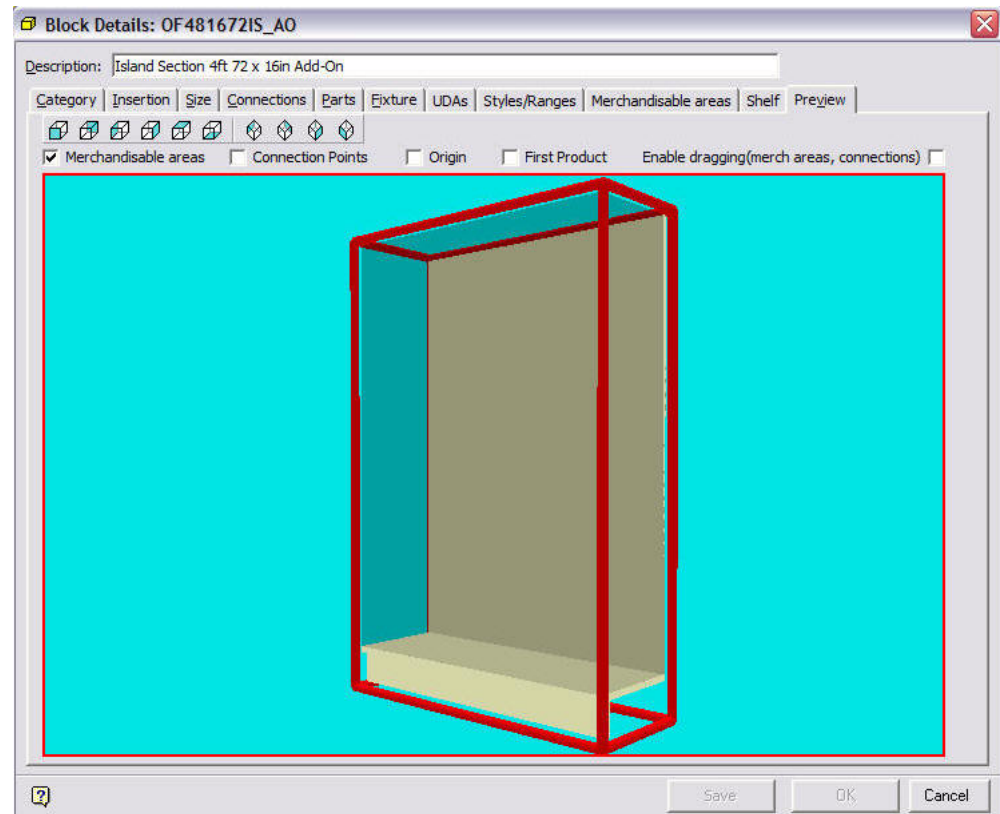 Block Details: OF481672IS_AO
Description: Island Section 4ft 72 x 16in Add-On
Category Insertion Size Connections Parts Fixture UDAs Styles/Ranges Merchandisable areas Shelf Preview
Merchandisable areas Connection Points Origin First Product Enable dragging(merch areas, connections)
Save OK Cancel